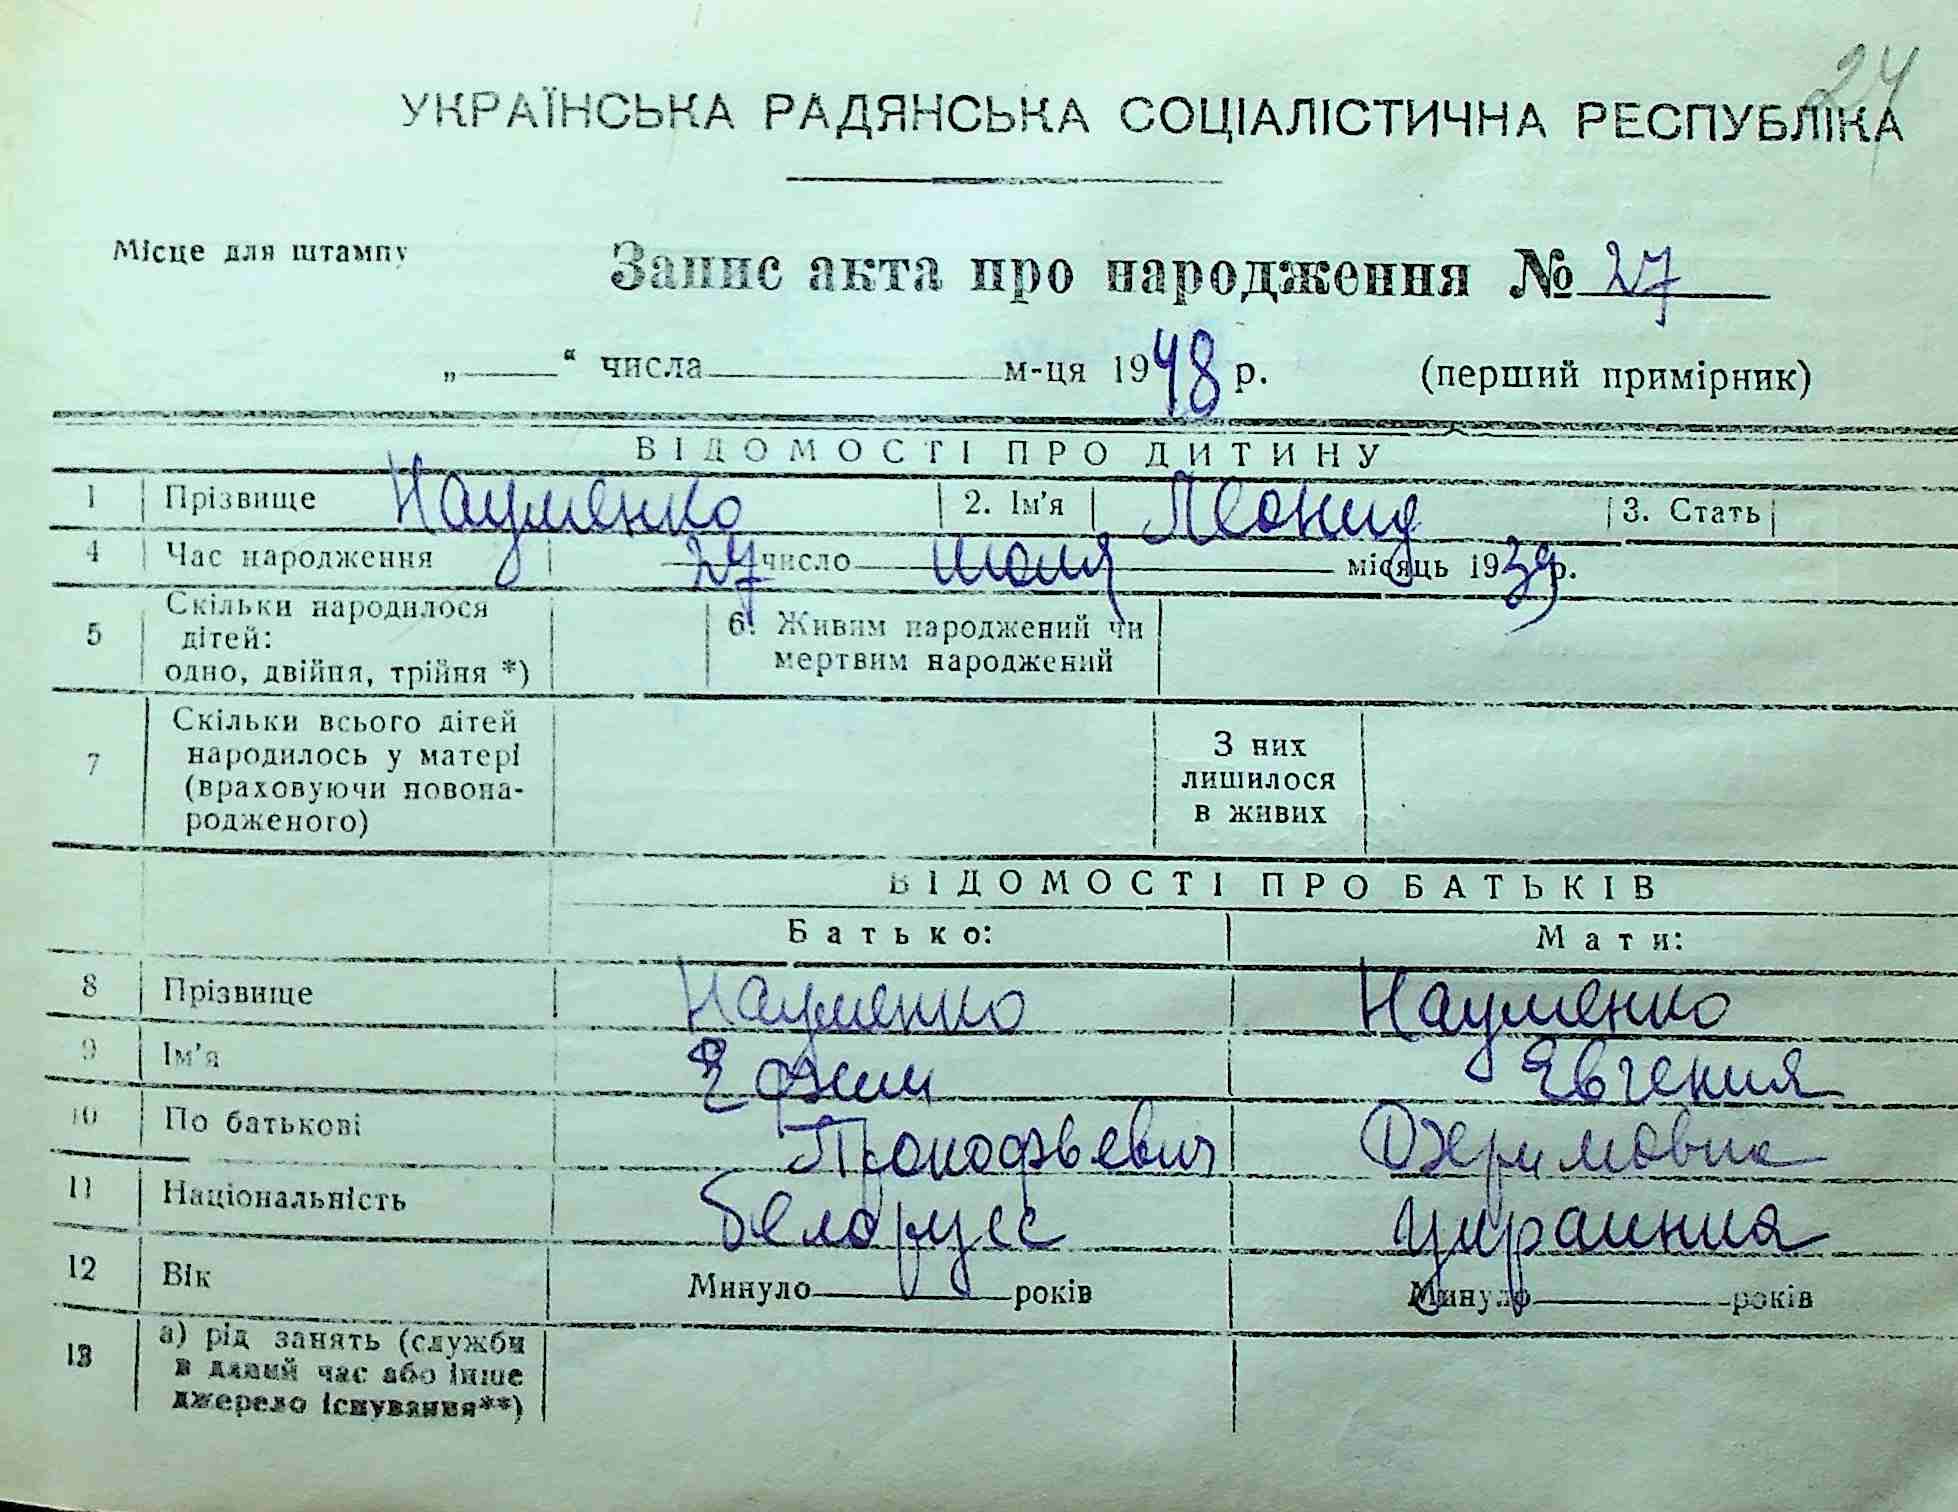 24
УКРАЇНСЬКА РАДЯНСЬКА СОЦІАЛІСТИЧНА РЕСПУБЛІКА
Місце для штампу
Запис акта про народження № 27
„ “ числа м-ця 1948 р. (перший примірник)
ВІДОМОСТІ ПРО ДИТИНУ
1 Прізвище Науменко 2. Ім'я Леонид 3. Стать
4 Час народження 27 число июля місяць 1939 р.
5 Скільки народилося дітей: одно, двійня, трійня *) 6. Живим народжений чи мертвим народжений
7 Скільки всього дітей народилось у матері (враховуючи новонародженого) З них лишилося в живих
ВІДОМОСТІ ПРО БАТЬКІВ
Батько: Мати:
8 Прізвище Науменко Науменко
9 Ім'я Ефим Евгения
10 По батькові Прокофьевич
11 Національність белорусс украинка
12 Вік Минуло років Минуло років
13 а) рід занять (служби в даний час або інше джерело існування**)